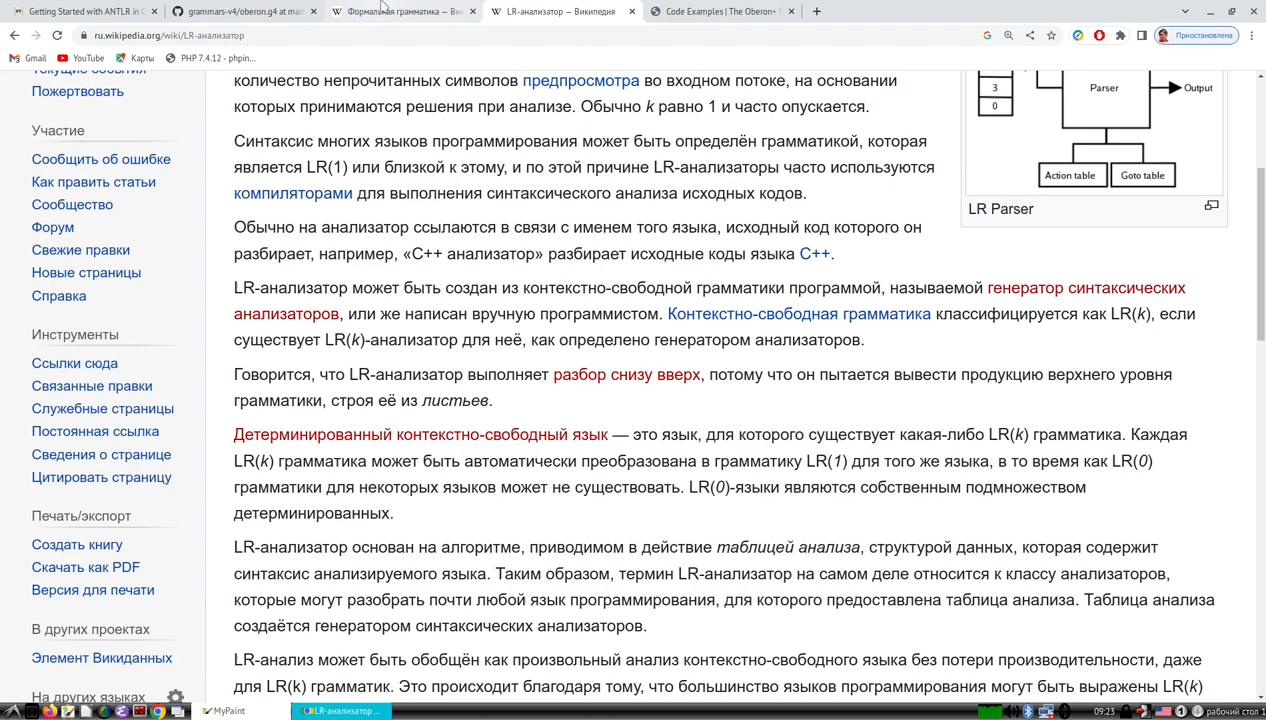 Getting Started with ANTLR in C
grammars-v4/oberon.g4 at mas
Формальная грамматика — Ви
LR-анализатор — Википедия
Code Examples | The Oberon+ P
ru.wikipedia.org/wiki/LR-анализатор
Приостановлена
Gmail
YouTube
Карты
PHP 7.4.12 - phpin...
Текущие события
Пожертвовать
Участие
Сообщить об ошибке
Как править статьи
Сообщество
Форум
Свежие правки
Новые страницы
Справка
Инструменты
Ссылки сюда
Связанные правки
Служебные страницы
Постоянная ссылка
Сведения о странице
Цитировать страницу
Печать/экспорт
Создать книгу
Скачать как PDF
Версия для печати
В других проектах
Элемент Викиданных
На других языках
количество непрочитанных символов предпросмотра во входном потоке, на основании
которых принимаются решения при анализе. Обычно k равно 1 и часто опускается.
Синтаксис многих языков программирования может быть определён грамматикой, которая
является LR(1) или близкой к этому, и по этой причине LR-анализаторы часто используются
компиляторами для выполнения синтаксического анализа исходных кодов.
Обычно на анализатор ссылаются в связи с именем того языка, исходный код которого он
разбирает, например, «C++ анализатор» разбирает исходные коды языка C++.
3
0
Parser
Output
Action table
Goto table
LR Parser
LR-анализатор может быть создан из контекстно-свободной грамматики программой, называемой генератор синтаксических
анализаторов, или же написан вручную программистом. Контекстно-свободная грамматика классифицируется как LR(k), если
существует LR(k)-анализатор для неё, как определено генератором анализаторов.
Говорится, что LR-анализатор выполняет разбор снизу вверх, потому что он пытается вывести продукцию верхнего уровня
грамматики, строя её из листьев.
Детерминированный контекстно-свободный язык — это язык, для которого существует какая-либо LR(k) грамматика. Каждая
LR(k) грамматика может быть автоматически преобразована в грамматику LR(1) для того же языка, в то время как LR(0)
грамматики для некоторых языков может не существовать. LR(0)-языки являются собственным подмножеством
детерминированных.
LR-анализатор основан на алгоритме, приводимом в действие таблицей анализа, структурой данных, которая содержит
синтаксис анализируемого языка. Таким образом, термин LR-анализатор на самом деле относится к классу анализаторов,
которые могут разобрать почти любой язык программирования, для которого предоставлена таблица анализа. Таблица анализа
создаётся генератором синтаксических анализаторов.
LR-анализ может быть обобщён как произвольный анализ контекстно-свободного языка без потери производительности, даже
для LR(k) грамматик. Это происходит благодаря тому, что большинство языков программирования могут быть выражены LR(k)
MyPaint
LR-анализатор ...
09:23
рабочий стол 1